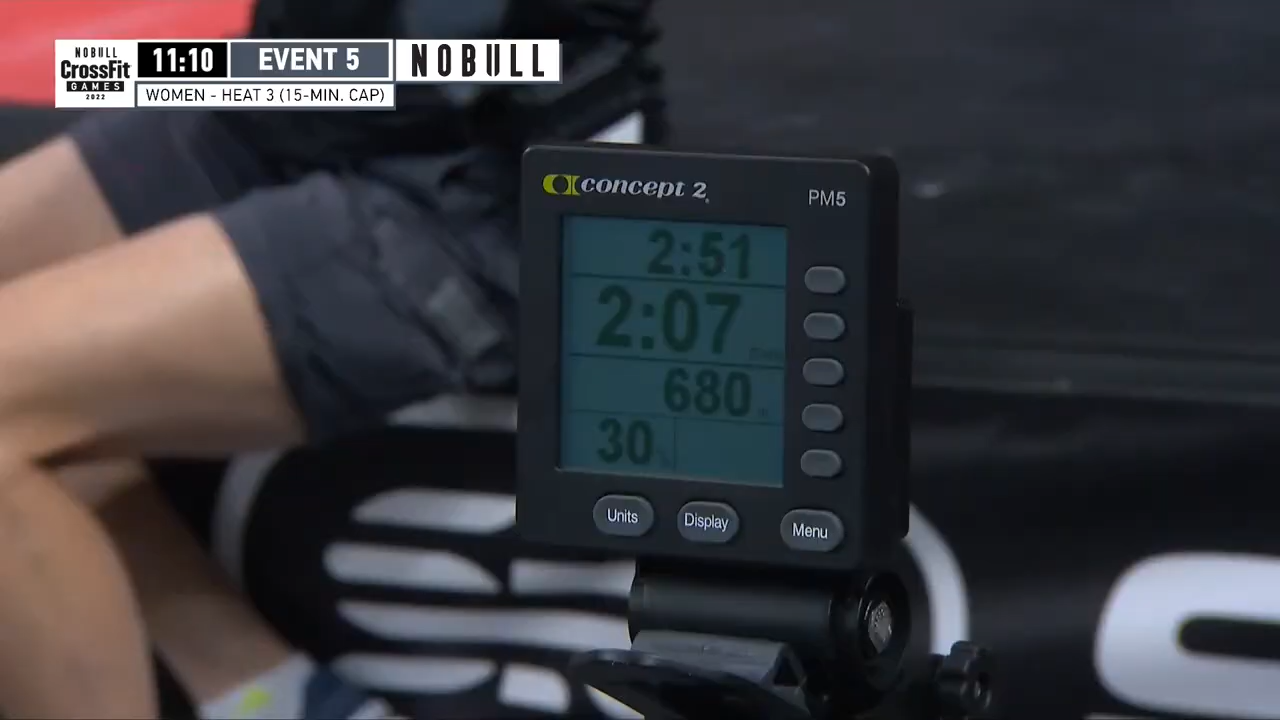 NOBULL
CrossFit
GAMES
2022
11:10
EVENT 5
NOBULL
WOMEN - HEAT 3 (15-MIN. CAP)
concept 2
PM5
2:51
2:07
680
30
Units
Display
Menu